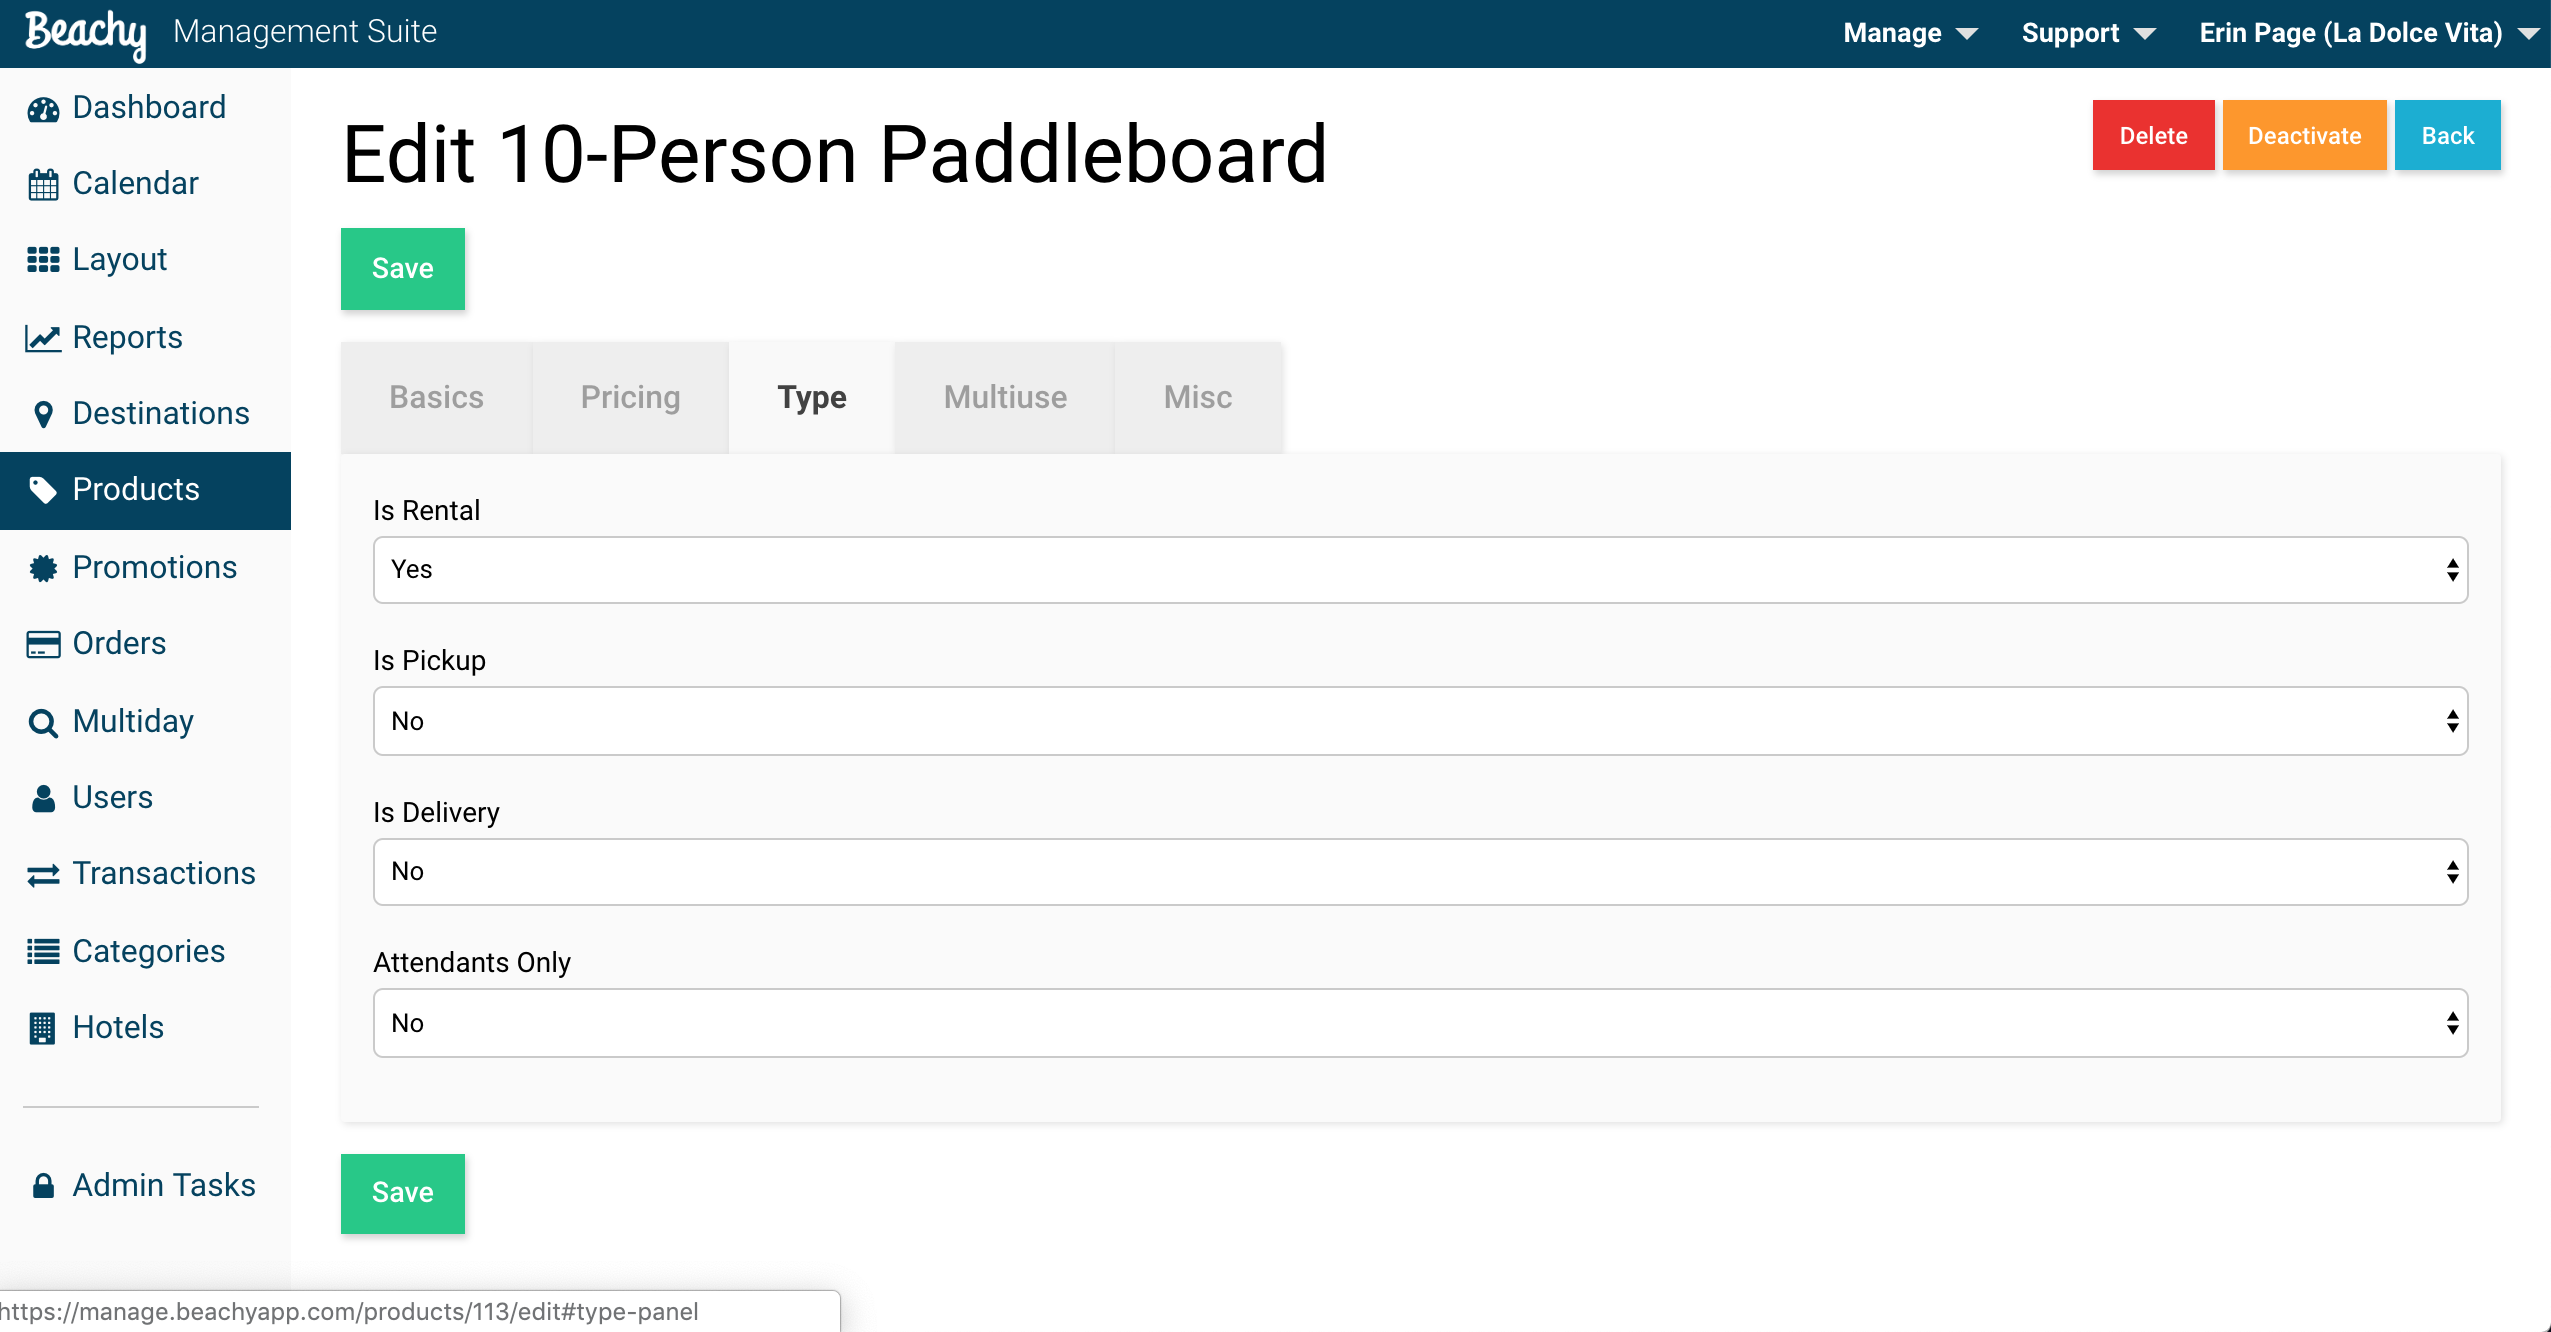 Beachy Management Suite
Manage
Support
Erin Page (La Dolce Vita)
Dashboard
Calendar
Layout
Reports
Destinations
Products
Promotions
Orders
Multiday
Users
Transactions
Categories
Hotels
Admin Tasks
Edit 10-Person Paddleboard
Delete
Deactivate
Back
Save
Basics
Pricing
Type
Multiuse
Misc
Is Rental
Yes
Is Pickup
No
Is Delivery
No
Attendants Only
No
Save
https://manage.beachyapp.com/products/113/edit#type-panel